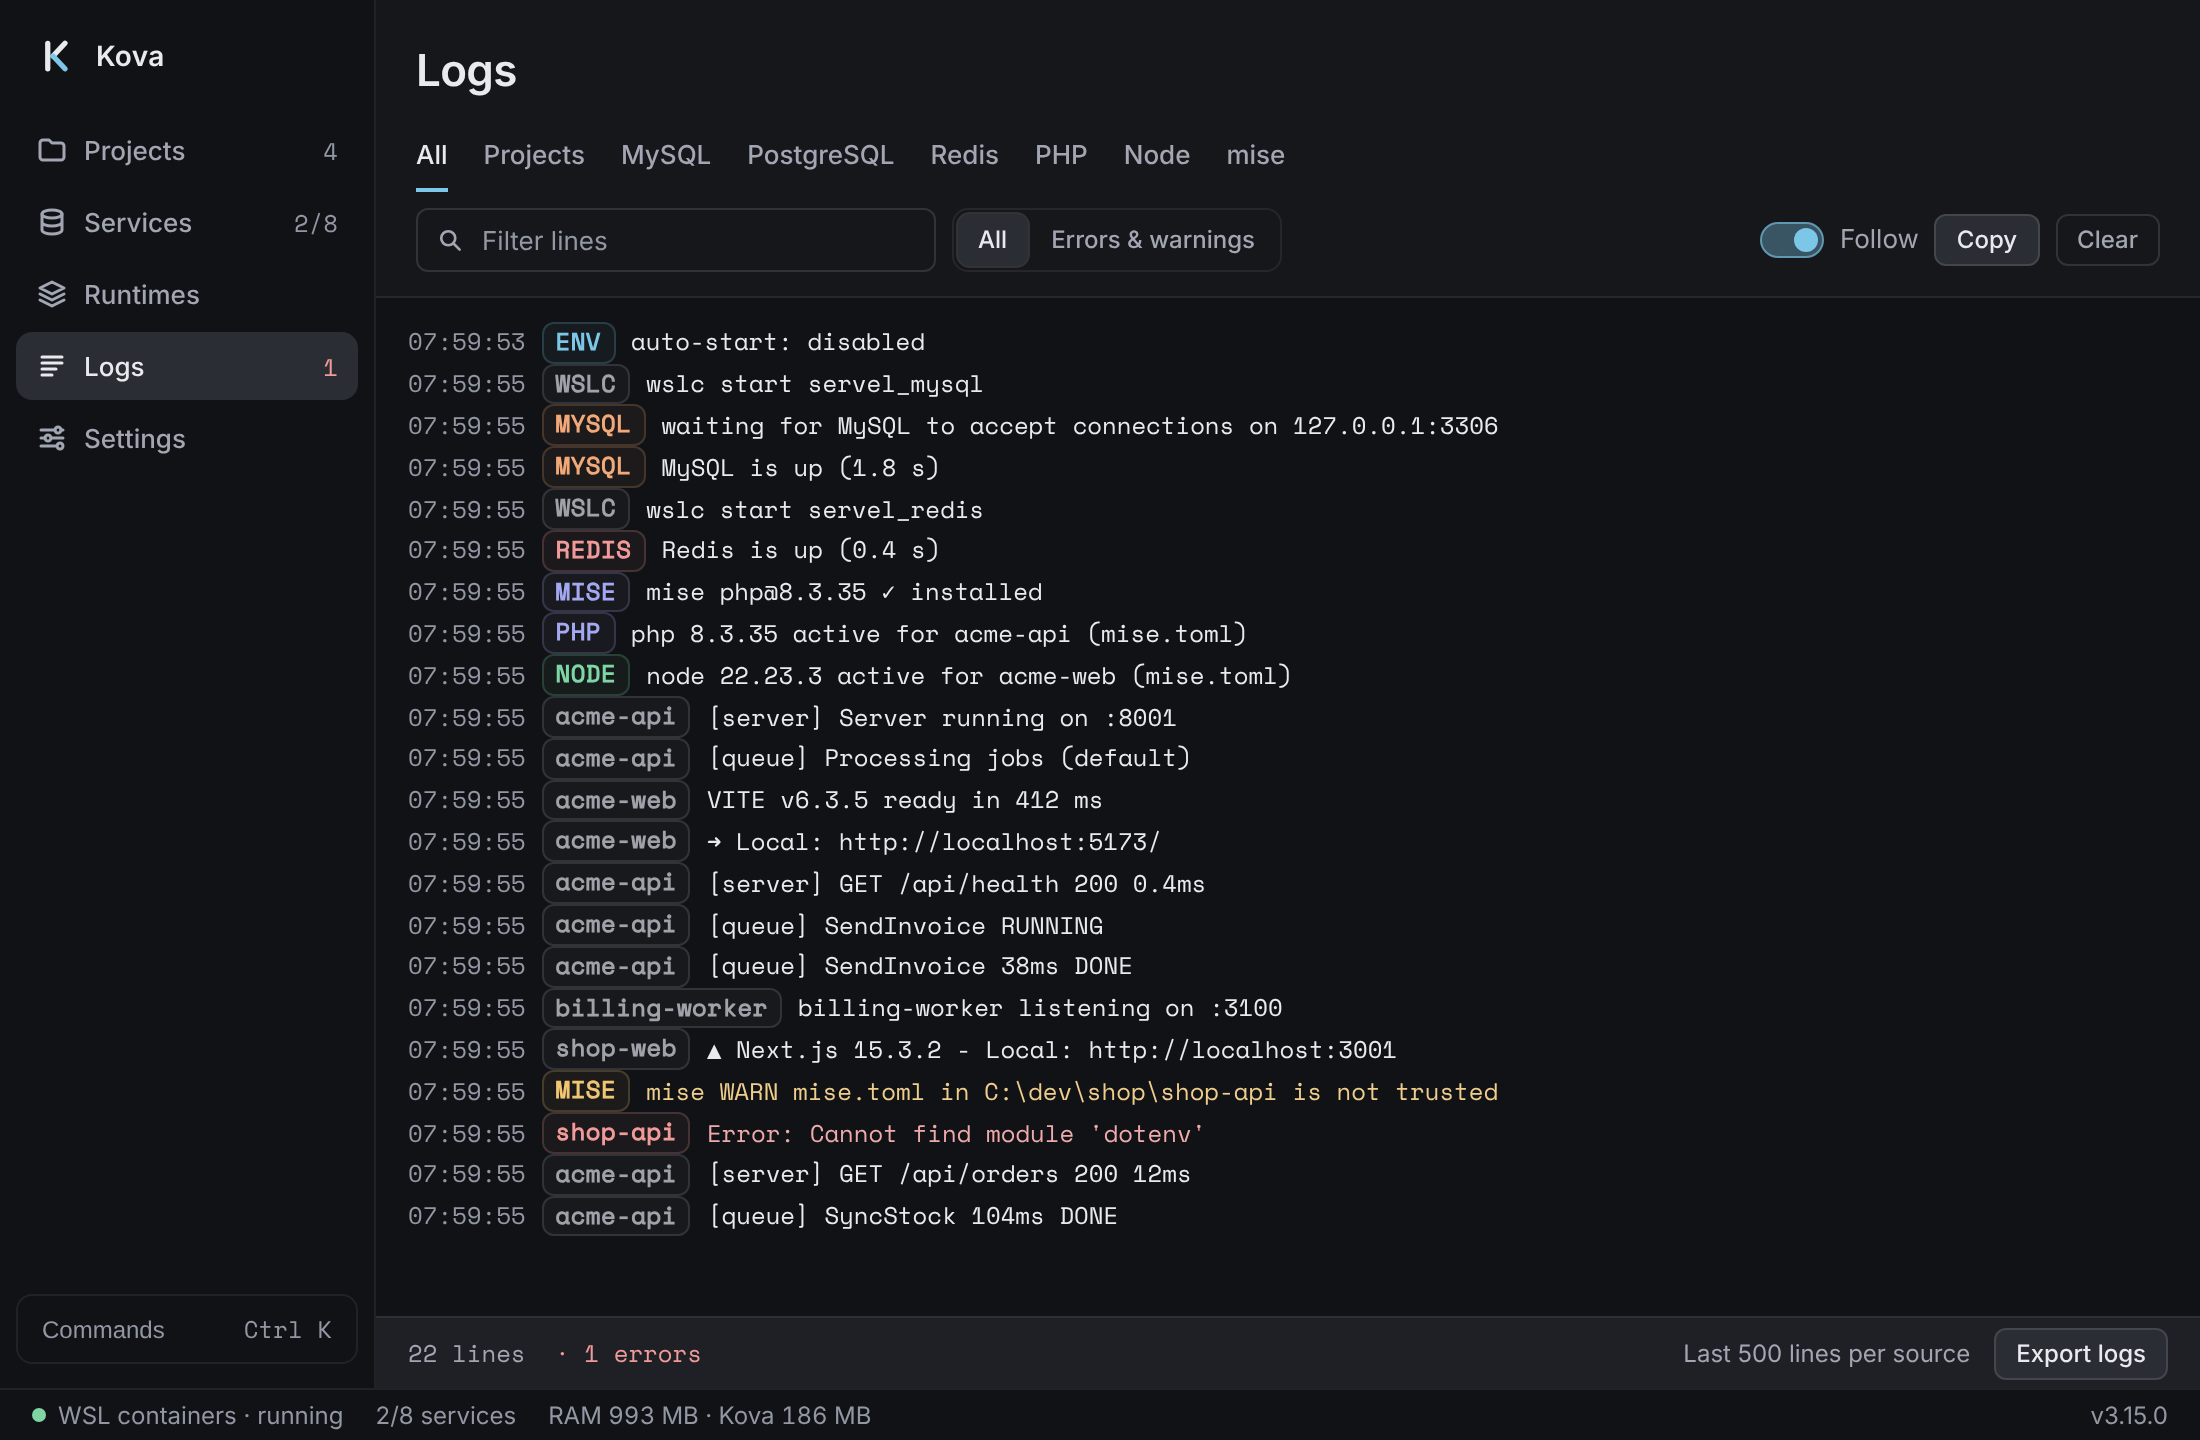 Kova
Projects 4
Services 2/8
Runtimes
Logs 1
Settings
Commands Ctrl K
Logs
All Projects MySQL PostgreSQL Redis PHP Node mise
Filter lines All Errors & warnings Follow Copy Clear
07:59:53 ENV auto-start: disabled
07:59:55 WSLC wslc start servel_mysql
07:59:55 MYSQL waiting for MySQL to accept connections on 127.0.0.1:3306
07:59:55 MYSQL MySQL is up (1.8 s)
07:59:55 WSLC wslc start servel_redis
07:59:55 REDIS Redis is up (0.4 s)
07:59:55 MISE mise php@8.3.35 ✓ installed
07:59:55 PHP php 8.3.35 active for acme-api (mise.toml)
07:59:55 NODE node 22.23.3 active for acme-web (mise.toml)
07:59:55 acme-api [server] Server running on :8001
07:59:55 acme-api [queue] Processing jobs (default)
07:59:55 acme-web VITE v6.3.5 ready in 412 ms
07:59:55 acme-web ➜ Local: http://localhost:5173/
07:59:55 acme-api [server] GET /api/health 200 0.4ms
07:59:55 acme-api [queue] SendInvoice RUNNING
07:59:55 acme-api [queue] SendInvoice 38ms DONE
07:59:55 billing-worker billing-worker listening on :3100
07:59:55 shop-web ▲ Next.js 15.3.2 - Local: http://localhost:3001
07:59:55 MISE mise WARN mise.toml in C:\dev\shop\shop-api is not trusted
07:59:55 shop-api Error: Cannot find module 'dotenv'
07:59:55 acme-api [server] GET /api/orders 200 12ms
07:59:55 acme-api [queue] SyncStock 104ms DONE
22 lines · 1 errors Last 500 lines per source Export logs
WSL containers · running 2/8 services RAM 993 MB · Kova 186 MB v3.15.0